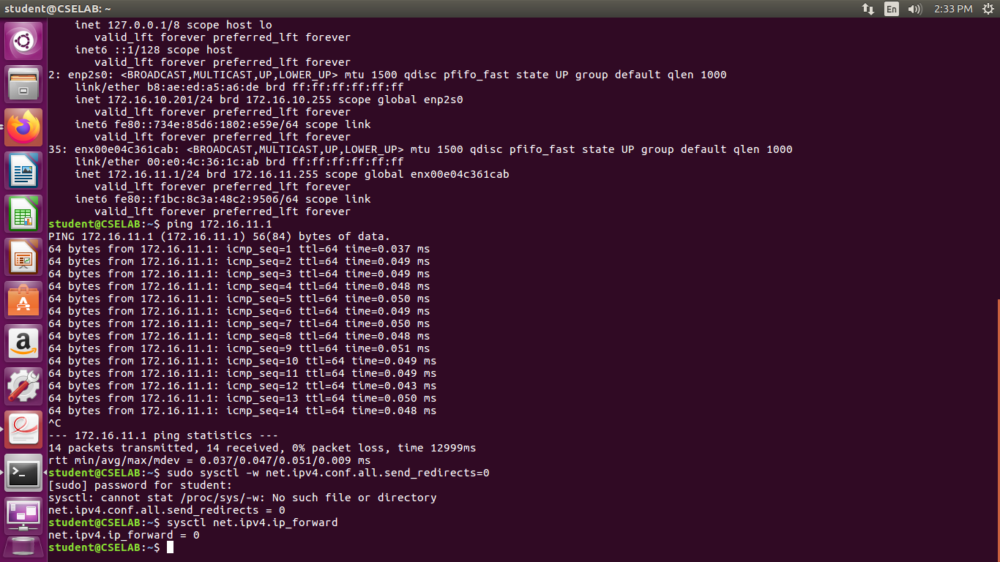 student@CSELAB: ~
En
2:33 PM
inet 127.0.0.1/8 scope host lo
valid_lft forever preferred_lft forever
inet6 ::1/128 scope host
valid_lft forever preferred_lft forever
2: enp2s0: <BROADCAST,MULTICAST,UP,LOWER_UP> mtu 1500 qdisc pfifo_fast state UP group default qlen 1000
link/ether b8:ae:ed:a5:a6:de brd ff:ff:ff:ff:ff:ff
inet 172.16.10.201/24 brd 172.16.10.255 scope global enp2s0
valid_lft forever preferred_lft forever
inet6 fe80::734e:85d6:1802:e59e/64 scope link
valid_lft forever preferred_lft forever
35: enx00e04c361cab: <BROADCAST,MULTICAST,UP,LOWER_UP> mtu 1500 qdisc pfifo_fast state UP group default qlen 1000
link/ether 00:e0:4c:36:1c:ab brd ff:ff:ff:ff:ff:ff
inet 172.16.11.1/24 brd 172.16.11.255 scope global enx00e04c361cab
valid_lft forever preferred_lft forever
inet6 fe80::f1bc:8c3a:48c2:9506/64 scope link
valid_lft forever preferred_lft forever
student@CSELAB:~$ ping 172.16.11.1
PING 172.16.11.1 (172.16.11.1) 56(84) bytes of data.
64 bytes from 172.16.11.1: icmp_seq=1 ttl=64 time=0.037 ms
64 bytes from 172.16.11.1: icmp_seq=2 ttl=64 time=0.049 ms
64 bytes from 172.16.11.1: icmp_seq=3 ttl=64 time=0.049 ms
64 bytes from 172.16.11.1: icmp_seq=4 ttl=64 time=0.048 ms
64 bytes from 172.16.11.1: icmp_seq=5 ttl=64 time=0.050 ms
64 bytes from 172.16.11.1: icmp_seq=6 ttl=64 time=0.049 ms
64 bytes from 172.16.11.1: icmp_seq=7 ttl=64 time=0.050 ms
64 bytes from 172.16.11.1: icmp_seq=8 ttl=64 time=0.048 ms
64 bytes from 172.16.11.1: icmp_seq=9 ttl=64 time=0.051 ms
64 bytes from 172.16.11.1: icmp_seq=10 ttl=64 time=0.049 ms
64 bytes from 172.16.11.1: icmp_seq=11 ttl=64 time=0.049 ms
64 bytes from 172.16.11.1: icmp_seq=12 ttl=64 time=0.043 ms
64 bytes from 172.16.11.1: icmp_seq=13 ttl=64 time=0.050 ms
64 bytes from 172.16.11.1: icmp_seq=14 ttl=64 time=0.048 ms
^C
--- 172.16.11.1 ping statistics ---
14 packets transmitted, 14 received, 0% packet loss, time 12999ms
rtt min/avg/max/mdev = 0.037/0.047/0.051/0.009 ms
student@CSELAB:~$ sudo sysctl –w net.ipv4.conf.all.send_redirects=0
[sudo] password for student:
sysctl: cannot stat /proc/sys/–w: No such file or directory
net.ipv4.conf.all.send_redirects = 0
student@CSELAB:~$ sysctl net.ipv4.ip_forward
net.ipv4.ip_forward = 0
student@CSELAB:~$